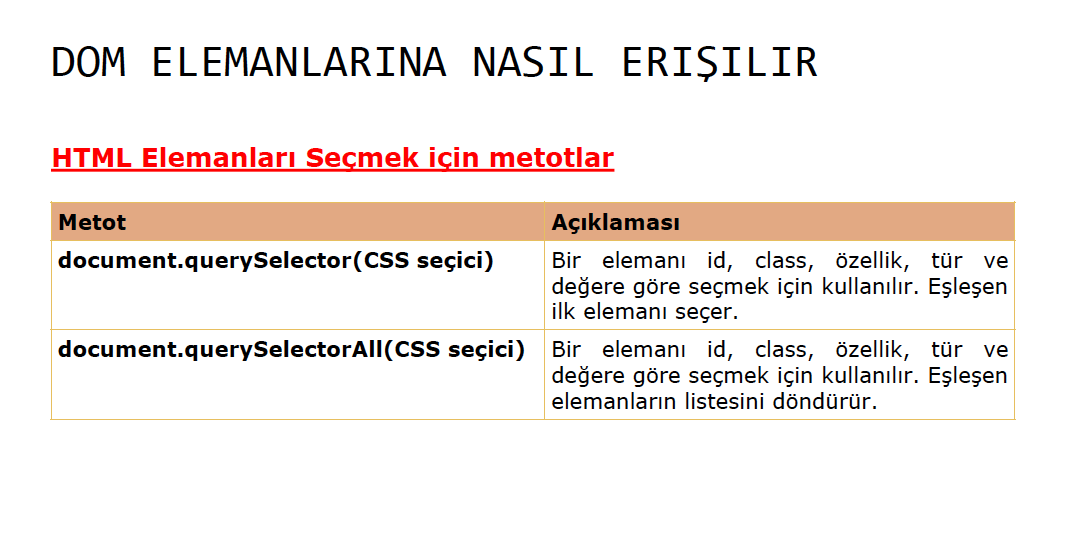 DOM ELEMANLARINA NASIL ERIŞILIR
HTML Elemanları Seçmek için metotlar
Metot
Açıklaması
document.querySelector(CSS seçici)
Bir elemanı id, class, özellik, tür ve
değere göre seçmek için kullanılır. Eşleşen
ilk elemanı seçer.
document.querySelectorAll(CSS seçici)
Bir elemanı id, class, özellik, tür ve
değere göre seçmek için kullanılır. Eşleşen
elemanların listesini döndürür.